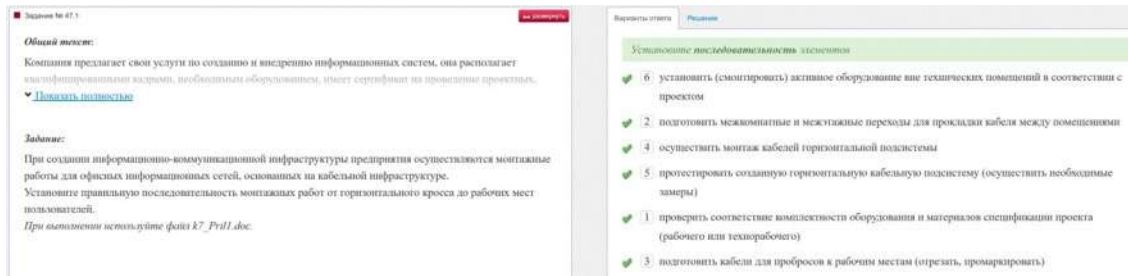 Задание № 47.1
развернуть
Общий текст:
Компания предлагает свои услуги по созданию и внедрению информационных систем, она располагает
квалифицированными кадрами, необходимым оборудованием, имеет сертификат на проведение проектных,
Показать полностью
Задание:
При создании информационно-коммуникационной инфраструктуры предприятия осуществляются монтажные
работы для офисных информационных сетей, основанных на кабельной инфраструктуре.
Установите правильную последовательность монтажных работ от горизонтального кросса до рабочих мест
пользователей.
При выполнении используйте файл k7_Pril1.doc.
Варианты ответа Решение
Установите последовательность элементов
6 установить (смонтировать) активное оборудование вне технических помещений в соответствии с
проектом
2 подготовить межкомнатные и межэтажные переходы для прокладки кабеля между помещениями
4 осуществить монтаж кабелей горизонтальной подсистемы
5 протестировать созданную горизонтальную кабельную подсистему (осуществить необходимые
замеры)
1 проверить соответствие комплектности оборудования и материалов спецификации проекта
(рабочего или технорабочего)
3 подготовить кабели для пробросов к рабочим местам (отрезать, промаркировать)